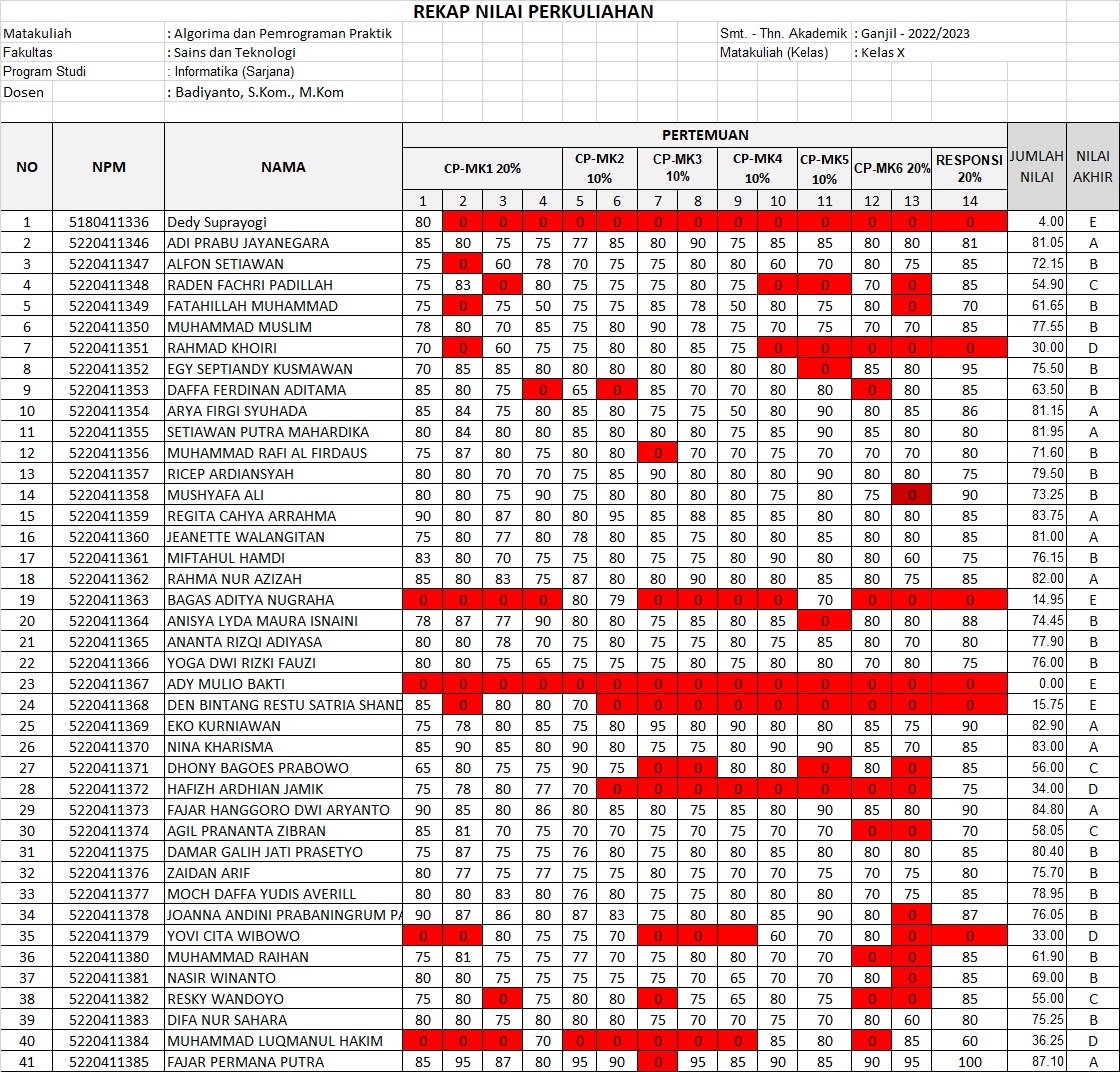 REKAP NILAI PERKULIAHAN
Matakuliah : Algorima dan Pemrograman Praktik Smt. - Thn. Akademik : Ganjil - 2022/2023
Fakultas : Sains dan Teknologi Matakuliah (Kelas) : Kelas X
Program Studi : Informatika (Sarjana)
Dosen : Badiyanto, S.Kom., M.Kom
NO NPM NAMA PERTEMUAN JUMLAH NILAI NILAI AKHIR
CP-MK1 20% CP-MK2 10% CP-MK3 10% CP-MK4 10% CP-MK5 10% CP-MK6 20% RESPONSI 20%
1 2 3 4 5 6 7 8 9 10 11 12 13 14
1 5180411336 Dedy Suprayogi 80 0 0 0 0 0 0 0 0 0 0 0 0 0 4.00 E
2 5220411346 ADI PRABU JAYANEGARA 85 80 75 75 77 85 80 90 75 85 85 80 80 81 81.05 A
3 5220411347 ALFON SETIAWAN 75 0 60 78 70 75 75 80 80 60 70 80 75 85 72.15 B
4 5220411348 RADEN FACHRI PADILLAH 75 83 0 80 75 75 75 80 75 0 0 70 0 85 54.90 C
5 5220411349 FATAHILLAH MUHAMMAD 75 0 75 50 75 75 85 78 50 80 75 80 0 70 61.65 B
6 5220411350 MUHAMMAD MUSLIM 78 80 70 85 75 80 90 78 75 70 75 70 70 85 77.55 B
7 5220411351 RAHMAD KHOIRI 70 0 60 75 75 80 80 85 75 0 0 0 0 0 30.00 D
8 5220411352 EGY SEPTIANDY KUSMAWAN 70 85 85 80 80 80 80 80 80 80 0 85 80 95 75.50 B
9 5220411353 DAFFA FERDINAN ADITAMA 85 80 75 0 65 0 85 70 70 80 80 0 80 85 63.50 B
10 5220411354 ARYA FIRGI SYUHADA 85 84 75 80 85 80 75 75 50 80 90 80 85 86 81.15 A
11 5220411355 SETIAWAN PUTRA MAHARDIKA 80 84 80 80 85 80 80 80 75 85 90 85 80 80 81.95 A
12 5220411356 MUHAMMAD RAFI AL FIRDAUS 75 87 80 75 80 80 0 70 70 75 70 70 70 80 71.60 B
13 5220411357 RICEP ARDIANSYAH 80 80 70 70 75 85 90 80 80 80 90 80 80 75 79.50 B
14 5220411358 MUSHYAFA ALI 80 80 75 90 75 80 80 80 80 75 80 75 0 90 73.25 B
15 5220411359 REGITA CAHYA ARRAHMA 90 80 87 80 80 95 85 88 85 85 80 80 80 85 83.75 A
16 5220411360 JEANETTE WALANGITAN 75 80 77 80 78 80 85 75 80 75 80 85 80 85 81.00 A
17 5220411361 MIFTAHUL HAMDI 83 80 70 75 75 80 75 75 80 90 80 80 60 75 76.15 B
18 5220411362 RAHMA NUR AZIZAH 85 80 83 75 87 80 80 90 80 80 85 85 75 85 82.00 A
19 5220411363 BAGAS ADITYA NUGRAHA 0 0 0 0 80 79 0 0 0 0 70 0 0 0 14.95 E
20 5220411364 ANISYA LYDA MAURA ISNAINI 78 87 77 90 80 80 75 85 80 85 0 80 80 88 74.45 B
21 5220411365 ANANTA RIZQI ADIYASA 80 80 78 70 75 80 75 80 80 75 85 80 70 80 77.90 B
22 5220411366 YOGA DWI RIZKI FAUZI 80 80 75 65 75 75 75 80 75 80 80 70 80 75 76.00 B
23 5220411367 ADY MULIO BAKTI 0 0 0 0 0 0 0 0 0 0 0 0 0 0 0.00 E
24 5220411368 DEN BINTANG RESTU SATRIA SHAND 85 0 80 80 70 0 0 0 0 0 0 0 0 0 15.75 E
25 5220411369 EKO KURNIAWAN 75 78 80 85 75 80 95 80 90 80 80 85 75 90 82.90 A
26 5220411370 NINA KHARISMA 85 90 85 80 90 80 75 80 80 90 90 85 70 85 83.00 A
27 5220411371 DHONY BAGOES PRABOWO 65 80 75 75 90 75 0 0 80 80 0 80 0 85 56.00 C
28 5220411372 HAFIZH ARDHIAN JAMIK 75 78 80 77 70 0 0 0 0 0 0 0 0 75 34.00 D
29 5220411373 FAJAR HANGGORO DWI ARYANTO 90 85 80 86 80 85 80 75 85 80 90 85 80 90 84.80 A
30 5220411374 AGIL PRANANTA ZIBRAN 85 81 70 75 70 70 75 70 75 70 75 0 0 70 58.05 C
31 5220411375 DAMAR GALIH JATI PRASETYO 75 87 75 75 76 80 75 80 80 85 80 80 80 85 80.40 B
32 5220411376 ZAIDAN ARIF 80 77 75 77 75 75 80 75 70 70 75 70 75 80 75.70 B
33 5220411377 MOCH DAFFA YUDIS AVERILL 80 80 83 80 76 80 75 80 80 80 80 70 75 85 78.95 B
34 5220411378 JOANNA ANDINI PRABANINGRUM PA 90 87 86 80 87 83 75 80 80 85 90 80 0 87 76.05 B
35 5220411379 YOVI CITA WIBOWO 0 0 80 75 75 70 0 0 0 60 70 80 0 0 33.00 D
36 5220411380 MUHAMMAD RAIHAN 75 81 75 75 77 70 75 80 80 70 75 0 0 85 61.90 B
37 5220411381 NASIR WINANTO 80 80 75 75 75 75 75 70 65 70 70 80 0 85 69.00 B
38 5220411382 RESKY WANDOYO 75 80 0 75 80 80 0 75 65 80 75 0 0 85 55.00 C
39 5220411383 DIFA NUR SAHARA 80 80 75 80 80 80 75 70 70 75 70 80 60 80 75.25 B
40 5220411384 MUHAMMAD LUQMANUL HAKIM 0 0 0 70 0 0 0 0 0 85 80 0 85 60 36.25 D
41 5220411385 FAJAR PERMANA PUTRA 85 95 87 80 95 90 0 95 85 90 85 90 95 100 87.10 A